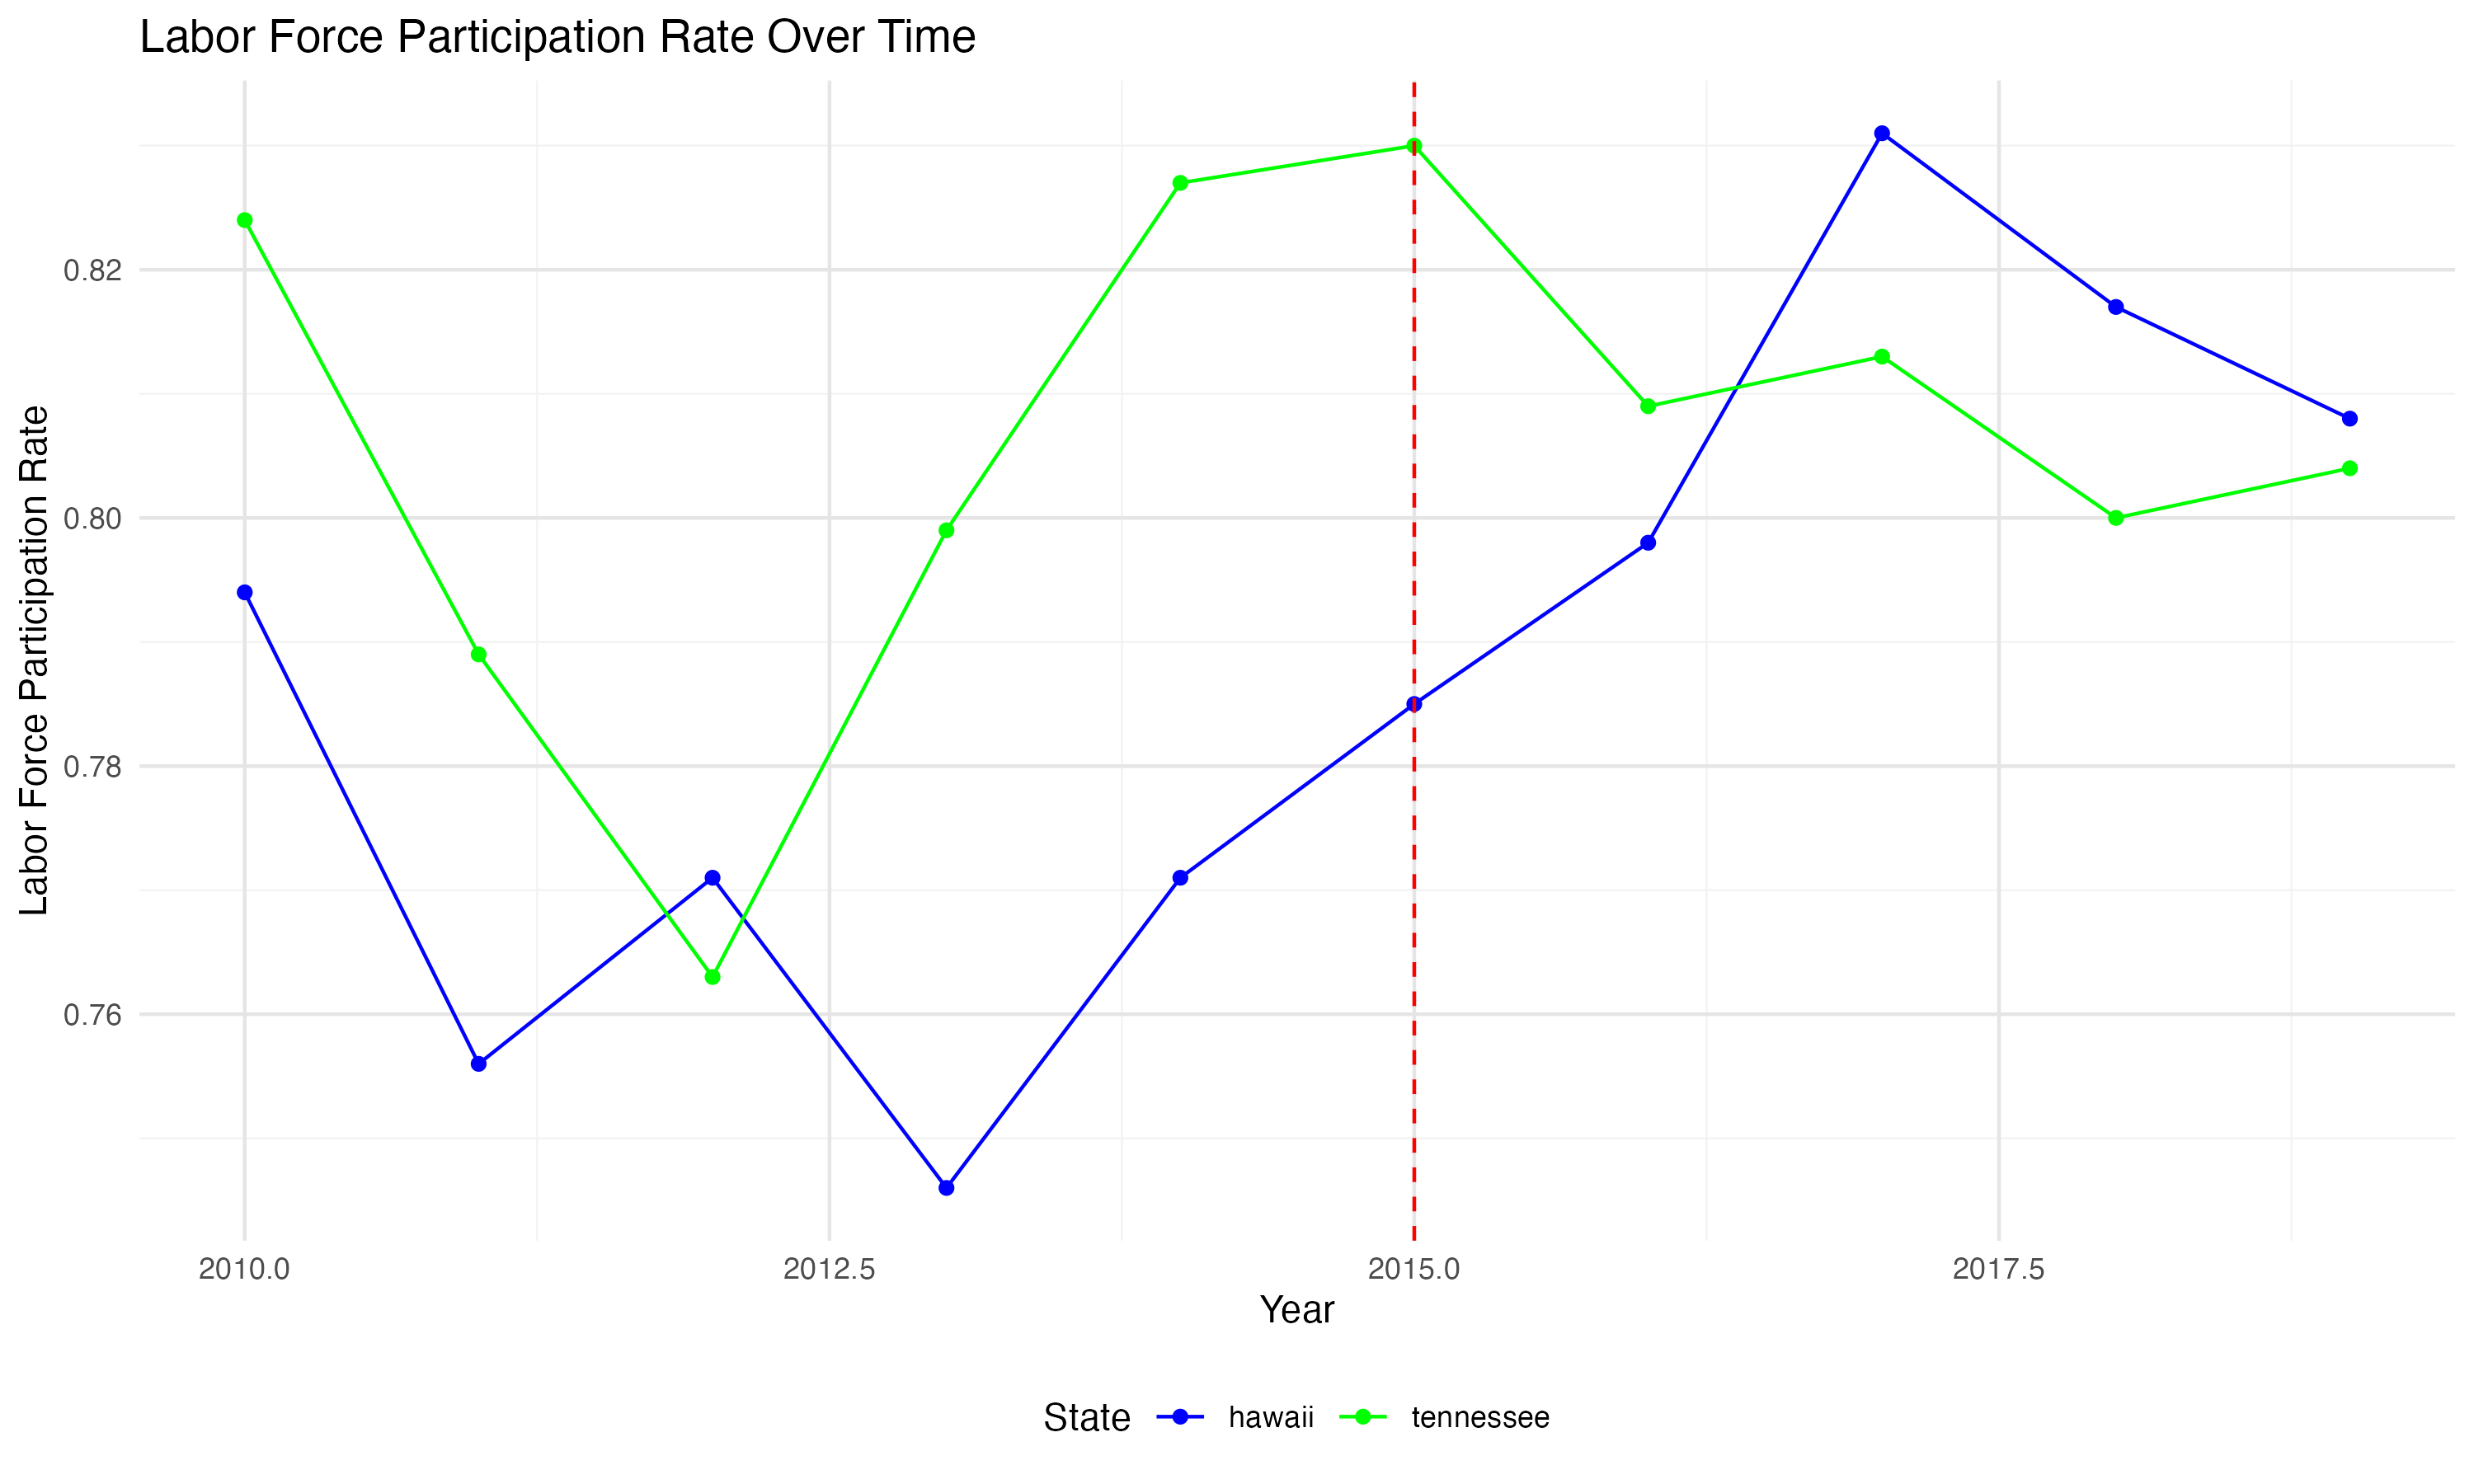 Labor Force Participation Rate Over Time
Labor Force Participation Rate
0.82
0.80
0.78
0.76
2010.0 2012.5 2015.0 2017.5
Year
State hawaii tennessee